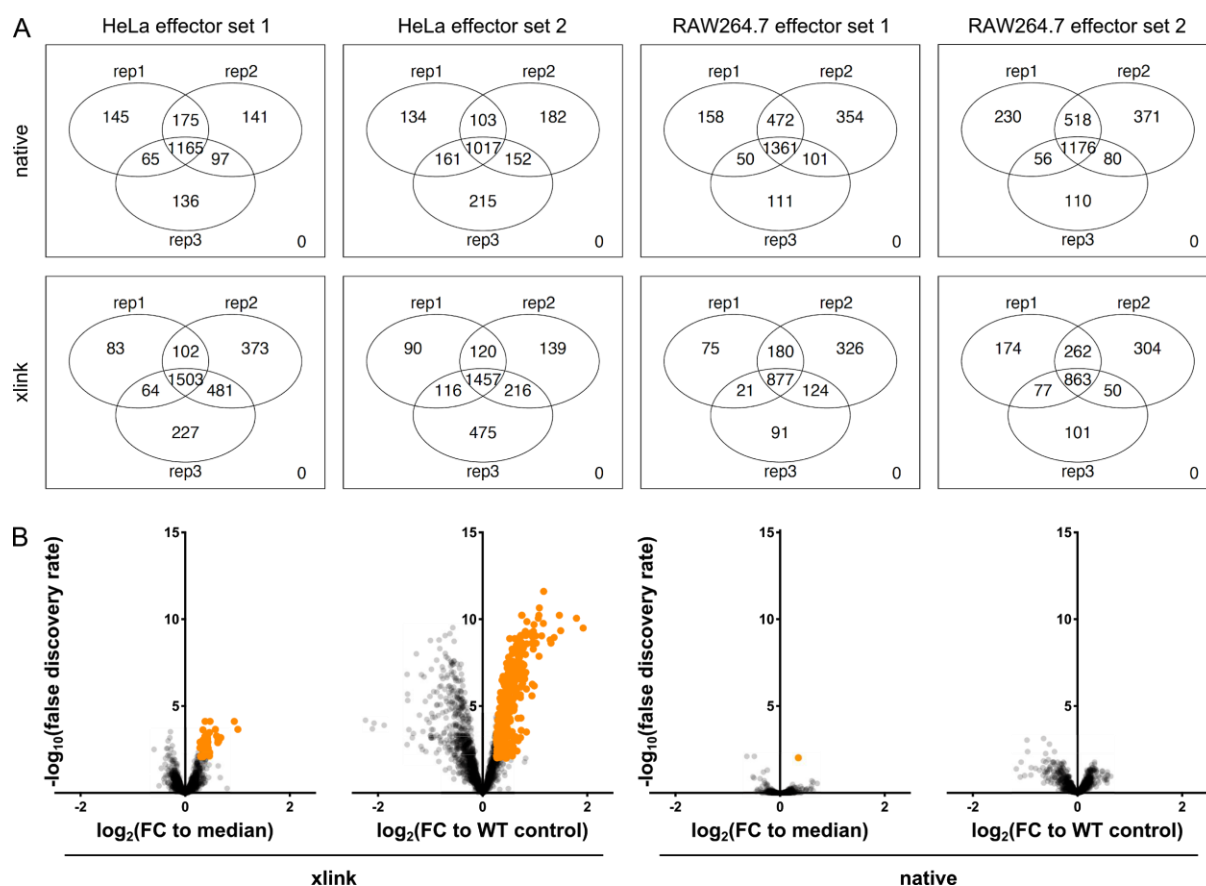 A
HeLa effector set 1
HeLa effector set 2
RAW264.7 effector set 1
RAW264.7 effector set 2
native
rep1 rep2
145 175 141
1165
65 97
136
rep3 0
rep1 rep2
134 103 182
1017
161 152
215
rep3 0
rep1 rep2
158 472 354
1361
50 101
111
rep3 0
rep1 rep2
230 518 371
1176
56 80
110
rep3 0
xlink
rep1 rep2
83 102 373
1503
64 481
227
rep3 0
rep1 rep2
90 120 139
1457
116 216
475
rep3 0
rep1 rep2
75 180 326
877
21 124
91
rep3 0
rep1 rep2
174 262 304
863
77 50
101
rep3 0
B
-log10(false discovery rate)
15
10
5
-2 0 2
log2(FC to median)
15
10
5
-2 0 2
log2(FC to WT control)
xlink
-log10(false discovery rate)
15
10
5
-2 0 2
log2(FC to median)
15
10
5
-2 0 2
log2(FC to WT control)
native